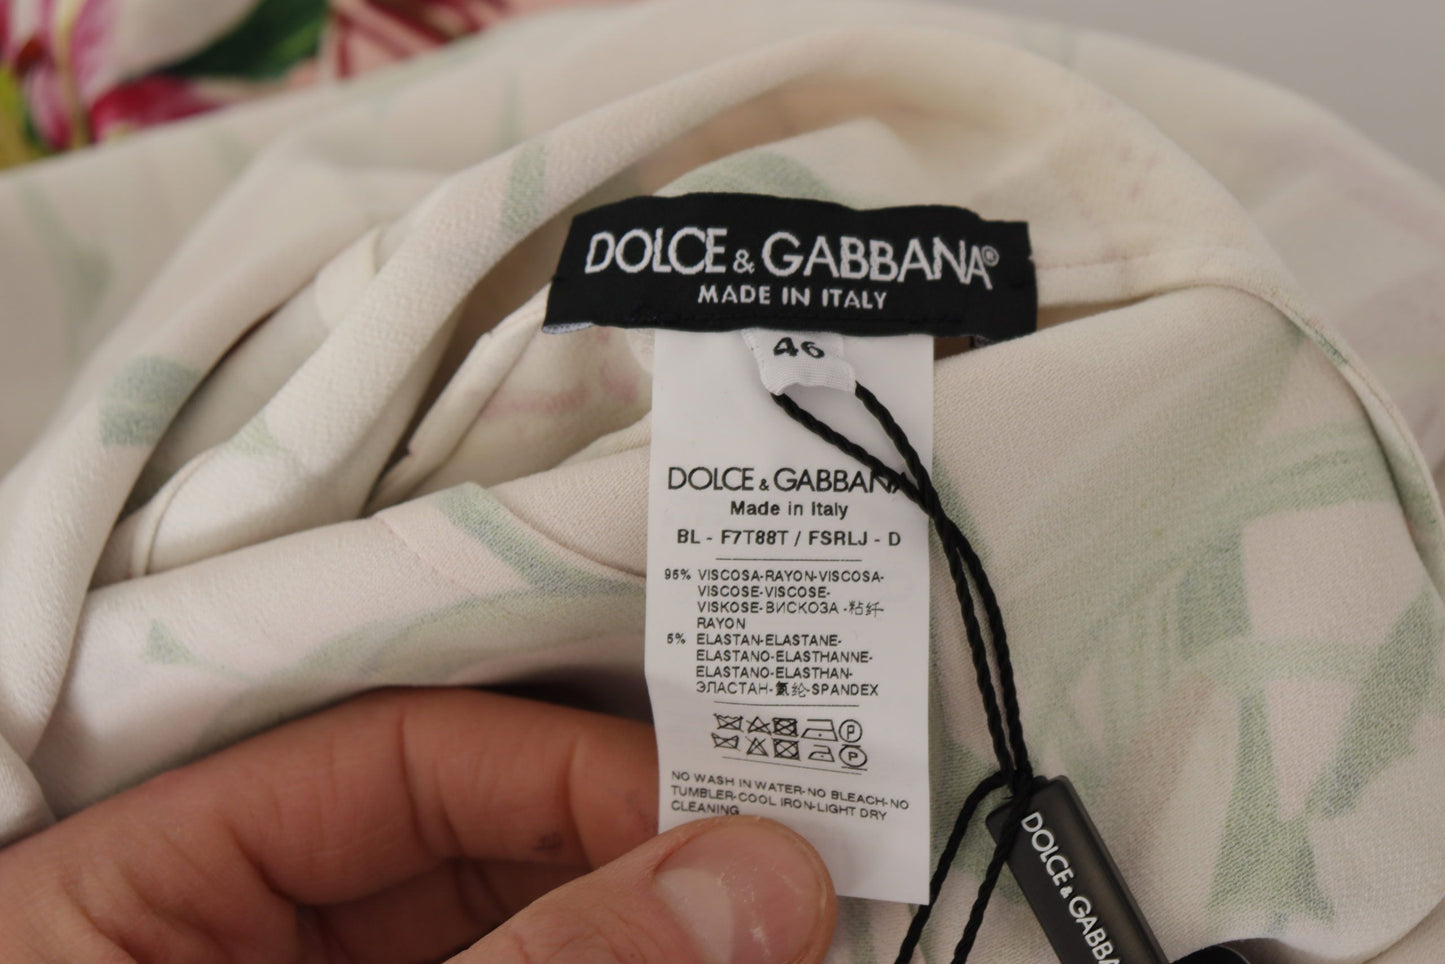 DOLCE & GABBANA®
MADE IN ITALY
46
DOLCE & GABBANA
Made in Italy
BL - F7T88T / FSRLJ - D
95% VISCOSA-RAYON-VISCOSA-
VISCOSE-VISCOSE-
VISKOSE-ВИСКОЗА -粘纤-
RAYON
5% ELASTAN-ELASTANE-
ELASTANO-ELASTHANNE-
ELASTANO-ELASTHAN-
ЭЛАСТАН-氨纶-SPANDEX
NO WASH IN WATER-NO BLEACH-NO
TUMBLER-COOL IRON-LIGHT DRY
CLEANING
DOLCE & GABBA